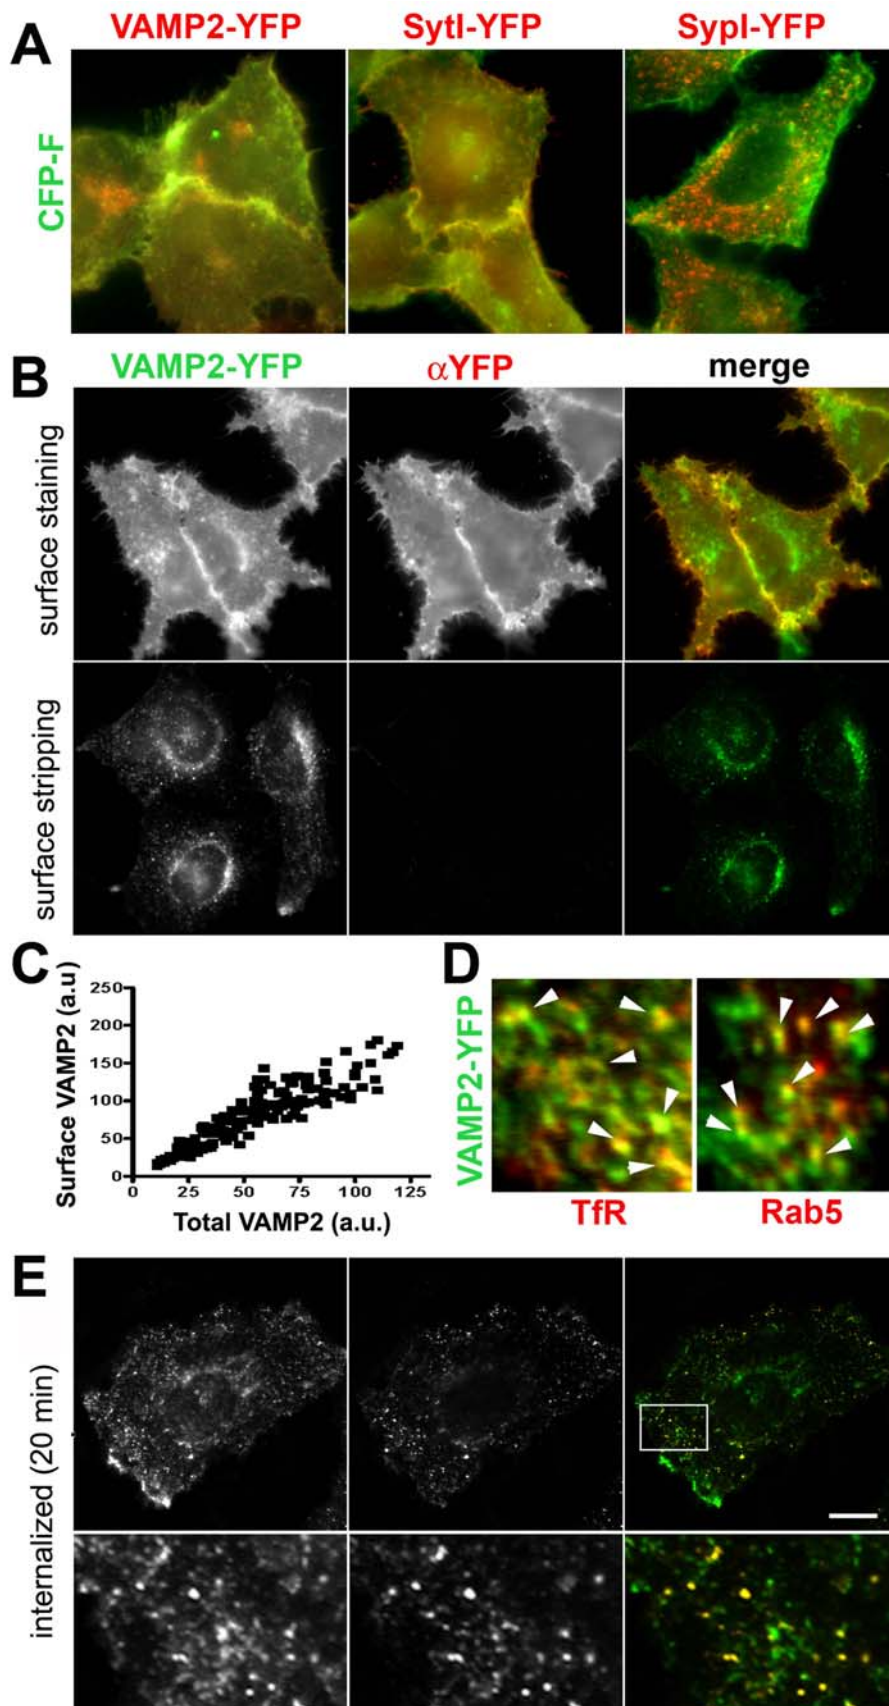 A
VAMP2-YFP SytI-YFP SypI-YFP
CFP-F
B
VAMP2-YFP αYFP merge
surface staining
surface stripping
C
Surface VAMP2 (a.u)
250
200
150
100
50
0
0 25 50 75 100 125
Total VAMP2 (a.u.)
D
VAMP2-YFP
TfR Rab5
E
internalized (20 min)